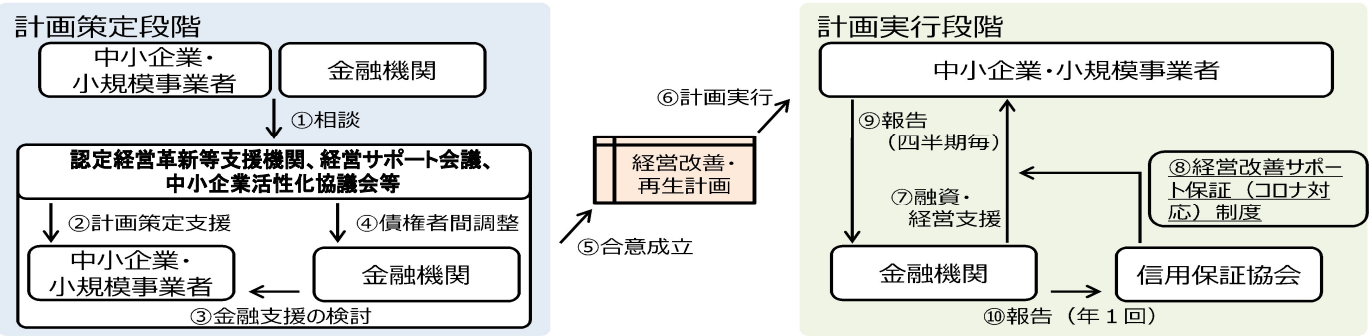 計画策定段階
中小企業・
小規模事業者
金融機関
①相談
認定経営革新等支援機関、経営サポート会議、
中小企業活性化協議会等
②計画策定支援
④債権者間調整
中小企業・
小規模事業者
金融機関
③金融支援の検討
⑤合意成立
経営改善・
再生計画
⑥計画実行
計画実行段階
中小企業・小規模事業者
⑨報告
（四半期毎）
⑦融資・
経営支援
⑧経営改善サポー
ト保証（コロナ対
応）制度
金融機関
信用保証協会
⑩報告（年１回）